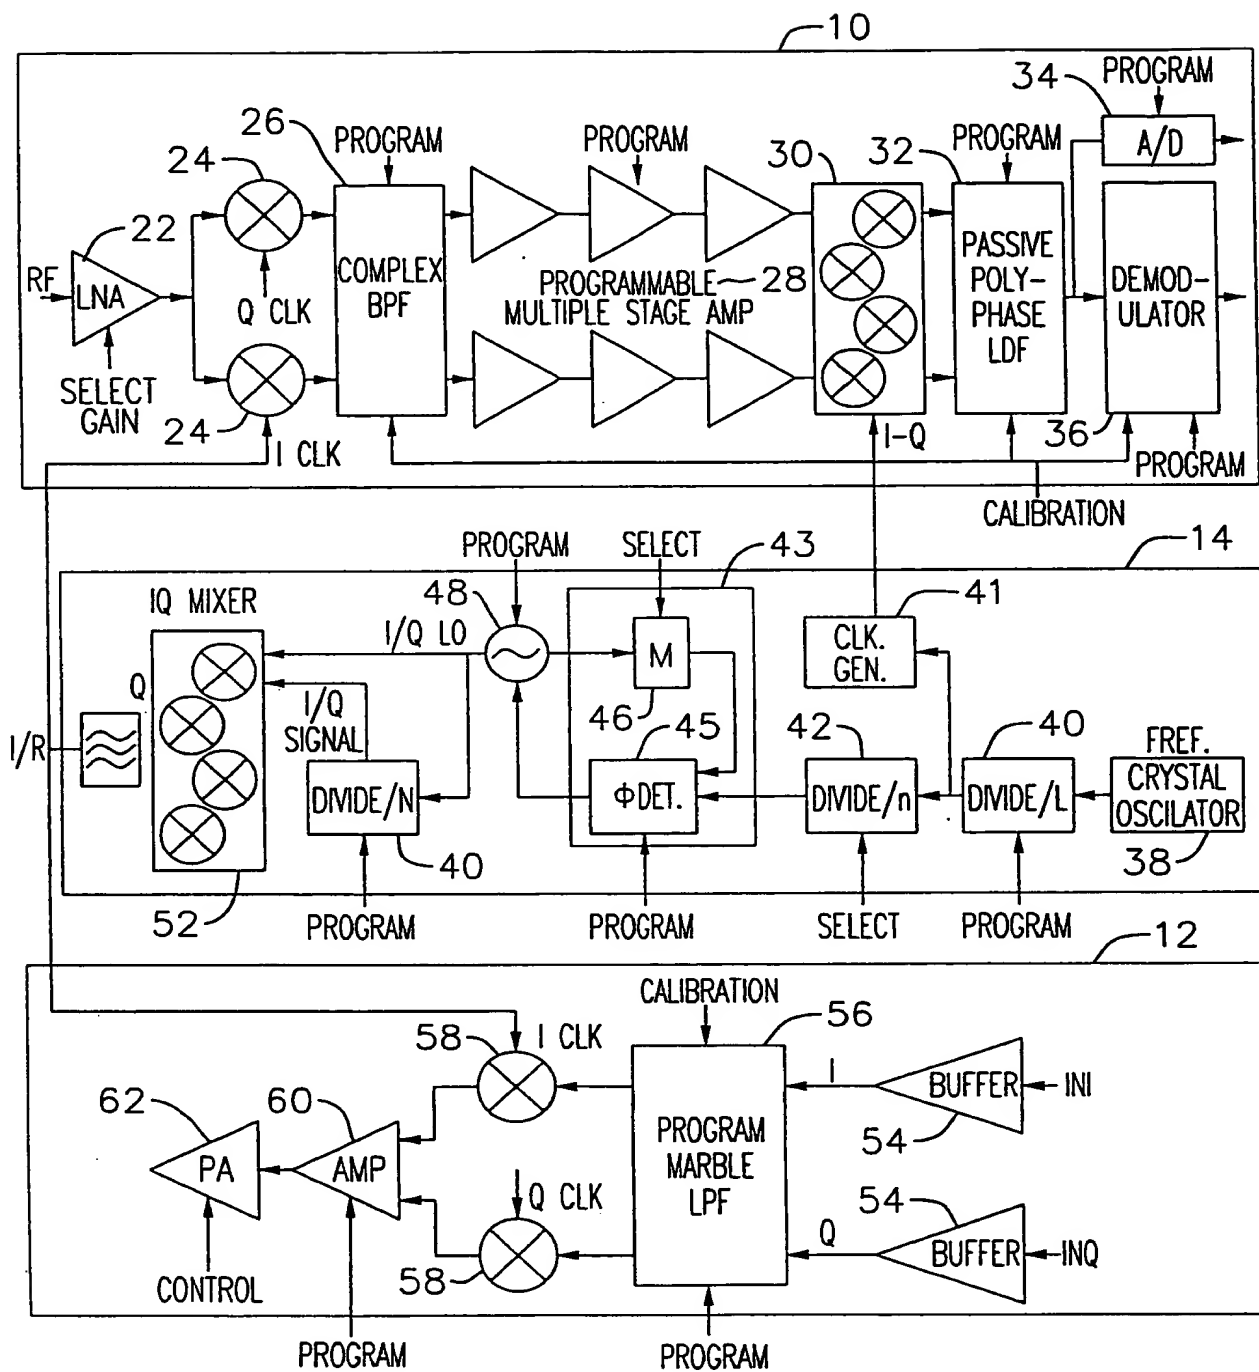 10
34
PROGRAM
A/D
24
26
PROGRAM
PROGRAM
30
32
PROGRAM
22
RF
LNA
Q CLK
COMPLEX
BPF
PROGRAMMABLE 28
MULTIPLE STAGE AMP
PASSIVE
POLY-
PHASE
LDF
DEMOD-
ULATOR
SELECT
GAIN
24
I CLK
I-Q
36
PROGRAM
CALIBRATION
PROGRAM
SELECT
43
14
IQ MIXER
48
41
I/Q LO
M
CLK.
GEN.
Q
I/Q
SIGNAL
46
45
42
40
FREF.
I/R
DIVIDE/N
ΦDET.
DIVIDE/n
DIVIDE/L
CRYSTAL
OSCILATOR
40
38
52
PROGRAM
PROGRAM
SELECT
PROGRAM
12
CALIBRATION
58
I CLK
56
I
BUFFER
INI
62
60
54
PA
AMP
PROGRAM
MARBLE
LPF
Q CLK
54
Q
BUFFER
INQ
58
CONTROL
PROGRAM
PROGRAM